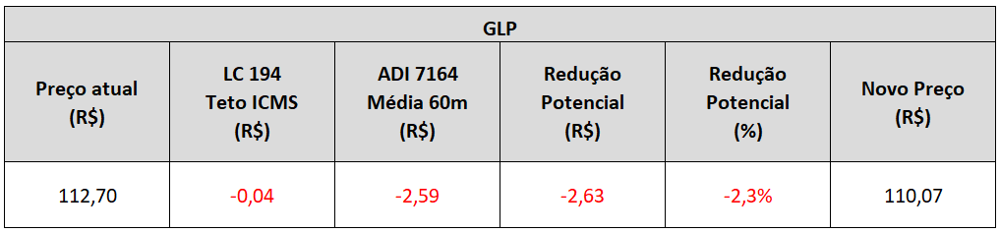 GLP
Preço atual
(R$)
LC 194
Teto ICMS
(R$)
ADI 7164
Média 60m
(R$)
Redução
Potencial
(R$)
Redução
Potencial
(%)
Novo Preço
(R$)
112,70
-0,04
-2,59
-2,63
-2,3%
110,07